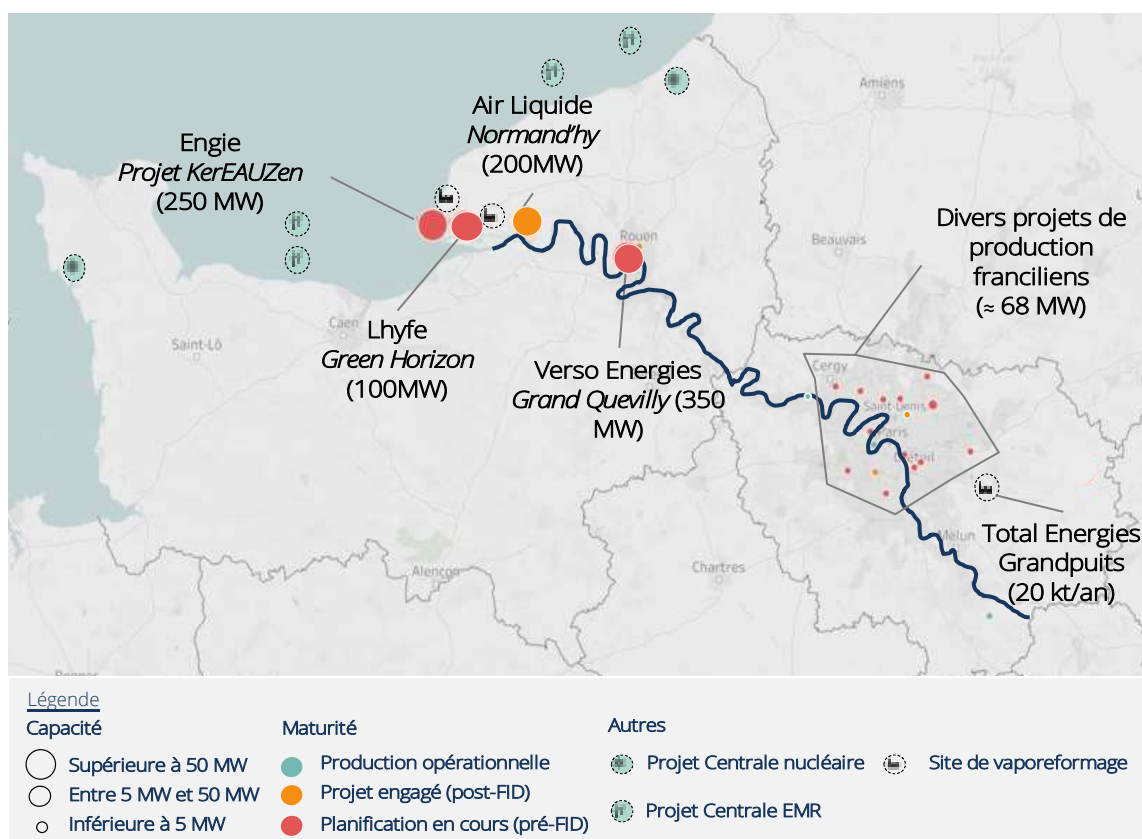 Amiens
Air Liquide
Normand'hy
(200MW)
Engie
Projet KerEAUZen
(250 MW)
Divers projets de
production
franciliens
(≈ 68 MW)
Rouen
Beauvais
Caen
Saint-Lô
Lhyfe
Green Horizon
(100MW)
Verso Energies
Grand Quevilly (350
MW)
Cergy
Saint-Denis
Paris
Créteil
Total Energies
Grandpuits
(20 kt/an)
Melun
Chartres
Alençon
Légende
Capacité
Supérieure à 50 MW
Entre 5 MW et 50 MW
Inférieure à 5 MW
Maturité
Production opérationnelle
Projet engagé (post-FID)
Planification en cours (pré-FID)
Autres
Projet Centrale nucléaire
Site de vaporeformage
Projet Centrale EMR